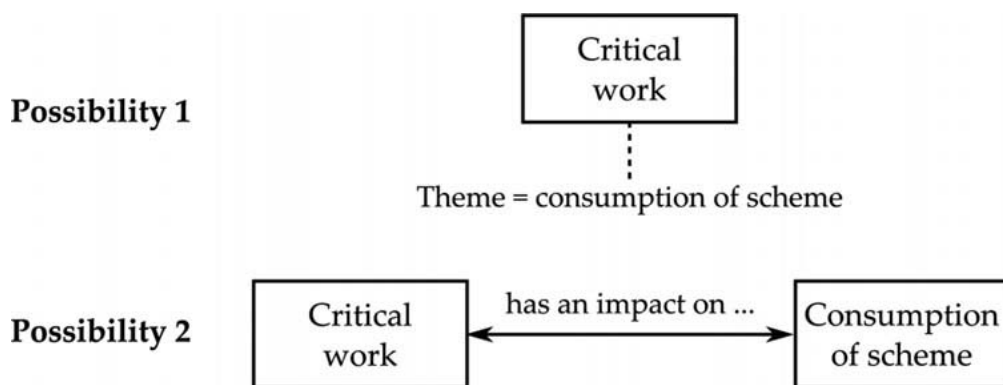 Critical
work
Possibility 1
Theme = consumption of scheme
Possibility 2
Critical
work
has an impact on ...
Consumption
of scheme